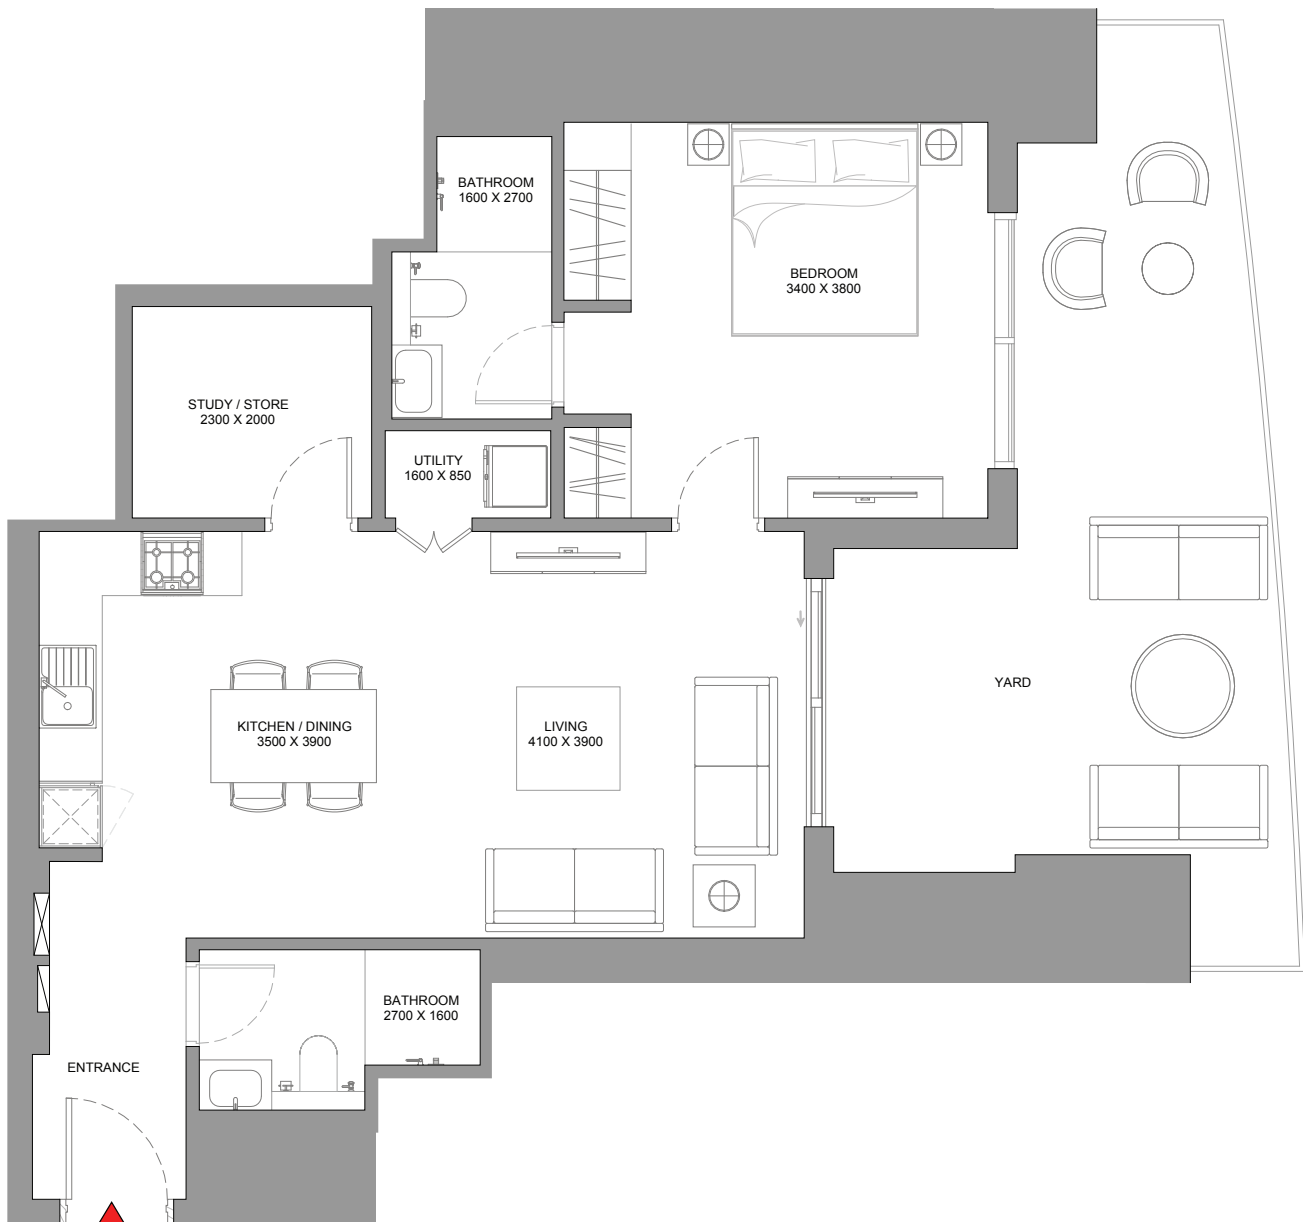 BATHROOM
1600 X 2700
BEDROOM
3400 X 3800
STUDY / STORE
2300 X 2000
UTILITY
1600 X 850
KITCHEN / DINING
3500 X 3900
LIVING
4100 X 3900
YARD
BATHROOM
2700 X 1600
ENTRANCE